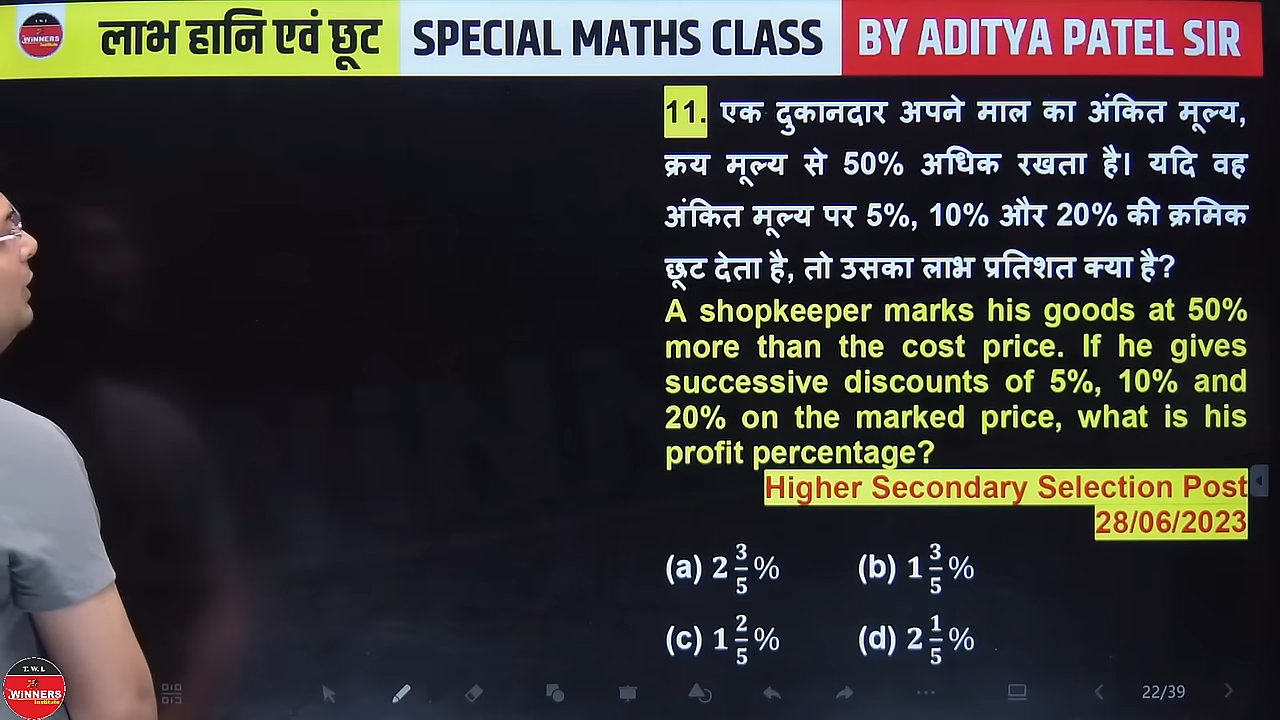 WiNNERS
Institute
लाभ हानि एवं छूट
SPECIAL MATHS CLASS
BY ADITYA PATEL SIR
11. एक दुकानदार अपने माल का अंकित मूल्य,
क्रय मूल्य से 50% अधिक रखता है। यदि वह
अंकित मूल्य पर 5%, 10% और 20% की क्रमिक
छूट देता है, तो उसका लाभ प्रतिशत क्या है?
A shopkeeper marks his goods at 50%
more than the cost price. If he gives
successive discounts of 5%, 10% and
20% on the marked price, what is his
profit percentage?
Higher Secondary Selection Post
28/06/2023
(a) 2 3/5 % (b) 1 3/5 %
(c) 1 2/5 % (d) 2 1/5 %
T.W.I.
WiNNERS
Institute
22/39